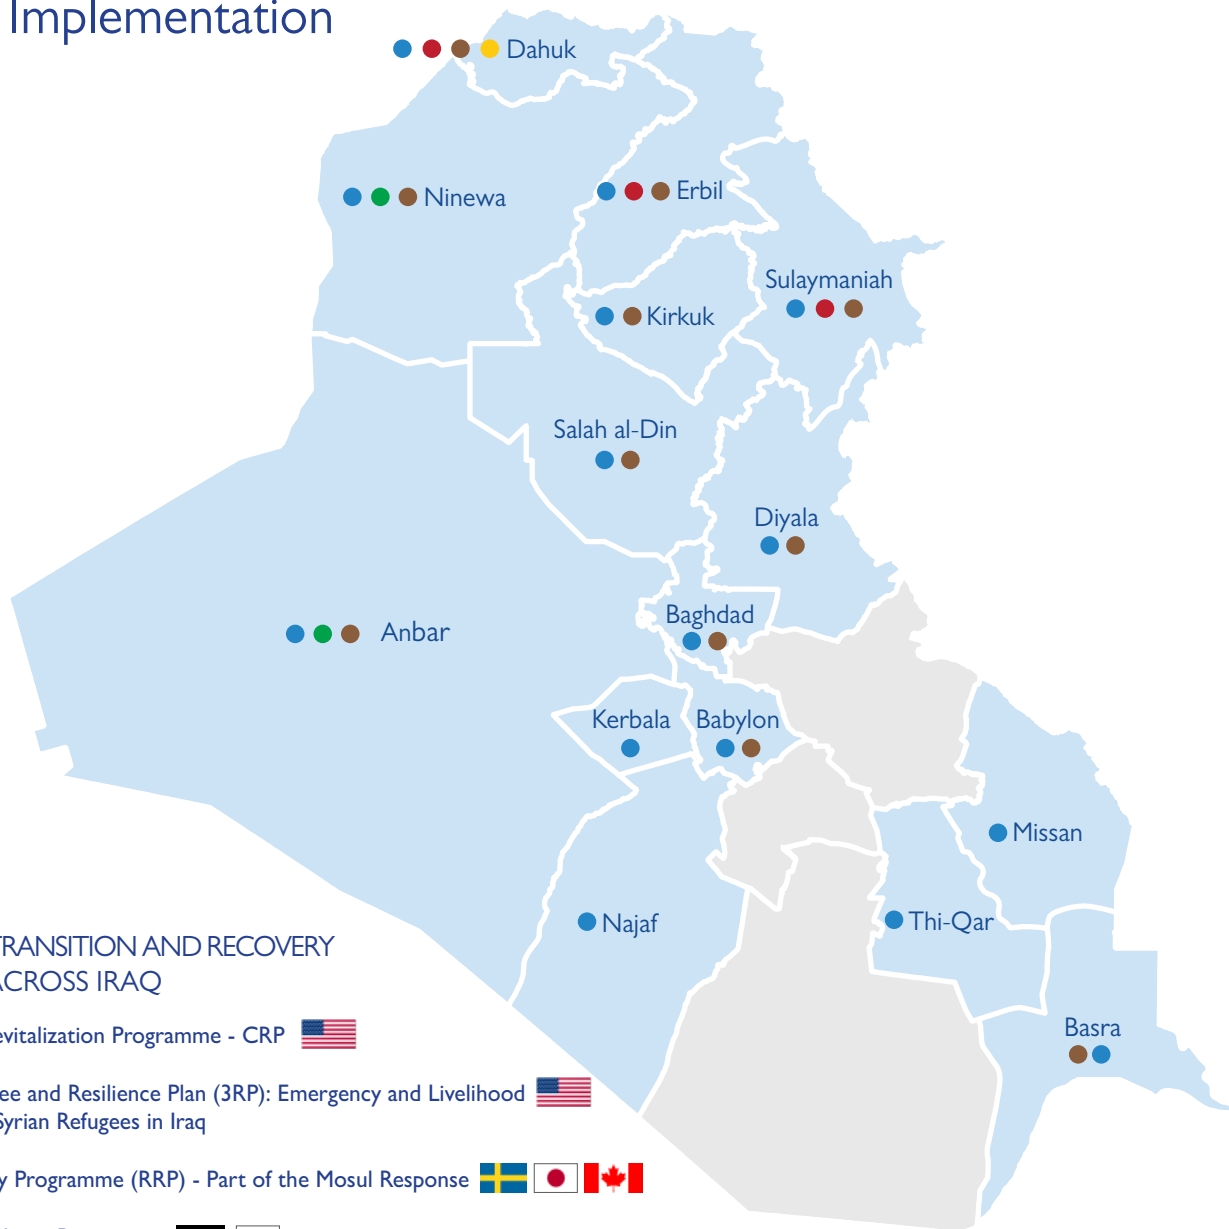 Implementation
Dahuk
Ninewa
Erbil
Sulaymaniah
Kirkuk
Salah al-Din
Diyala
Baghdad
Anbar
Kerbala
Babylon
Missan
Najaf
Thi-Qar
Basra
TRANSITION AND RECOVERY
ACROSS IRAQ
evitalization Programme - CRP
ee and Resilience Plan (3RP): Emergency and Livelihood
Syrian Refugees in Iraq
y Programme (RRP) - Part of the Mosul Response